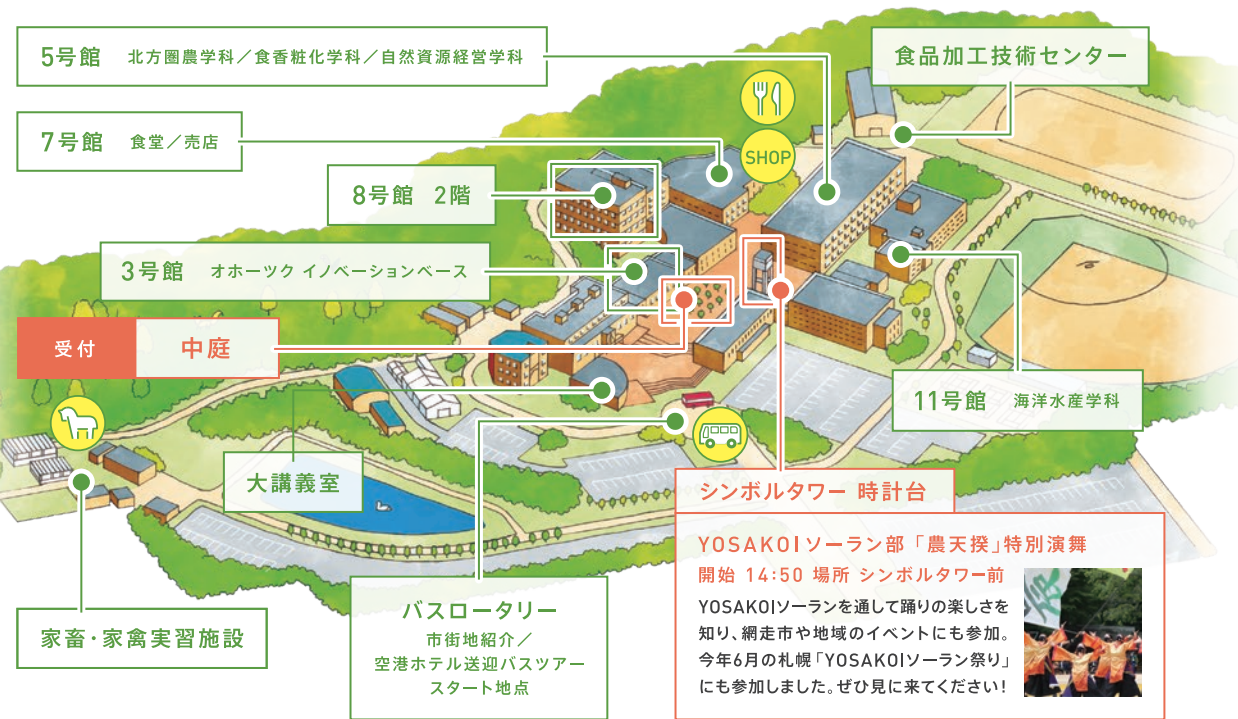 5号館 北方圏農学科／食香粧化学科／自然資源経営学科
食品加工技術センター
7号館 食堂／売店
SHOP
8号館 2階
3号館 オホーツク イノベーションベース
受付 中庭
11号館 海洋水産学科
大講義室
シンボルタワー 時計台
YOSAKOIソーラン部「農天揆」特別演舞
開始 14:50 場所 シンボルタワー前
YOSAKOIソーランを通して踊りの楽しさを
知り、網走市や地域のイベントにも参加。
今年6月の札幌「YOSAKOIソーラン祭り」
にも参加しました。ぜひ見に来てください!
バスロータリー
市街地紹介／
空港ホテル送迎バスツアー
スタート地点
家畜・家禽実習施設